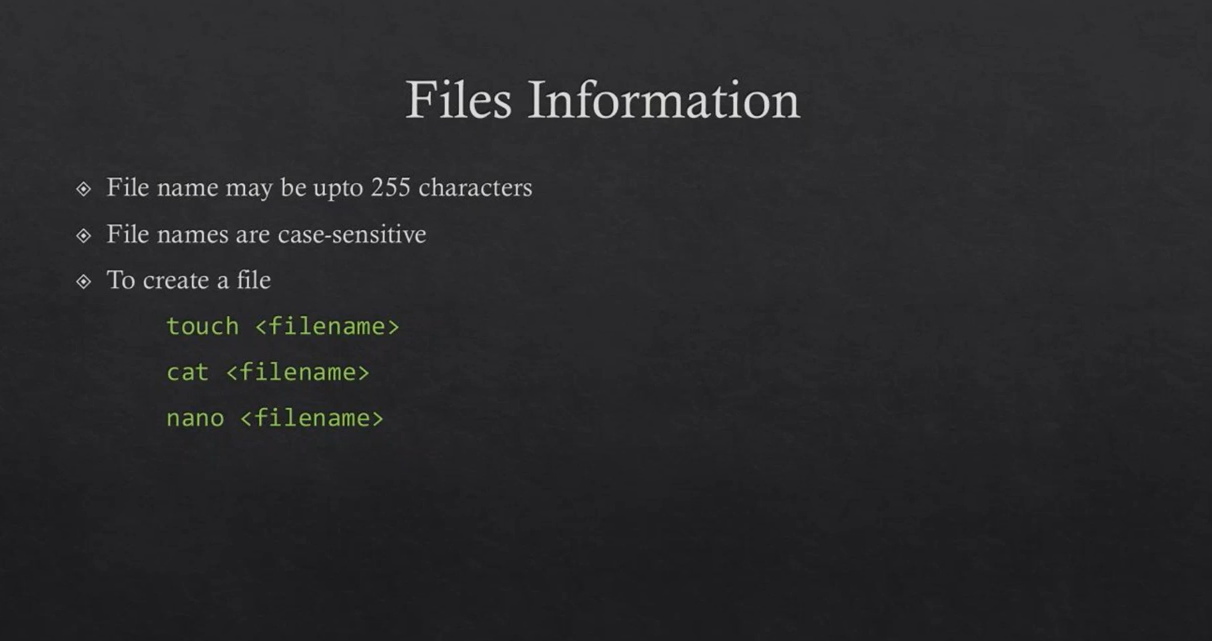 Files Information
File name may be upto 255 characters
File names are case-sensitive
To create a file
touch <filename>
cat <filename>
nano <filename>